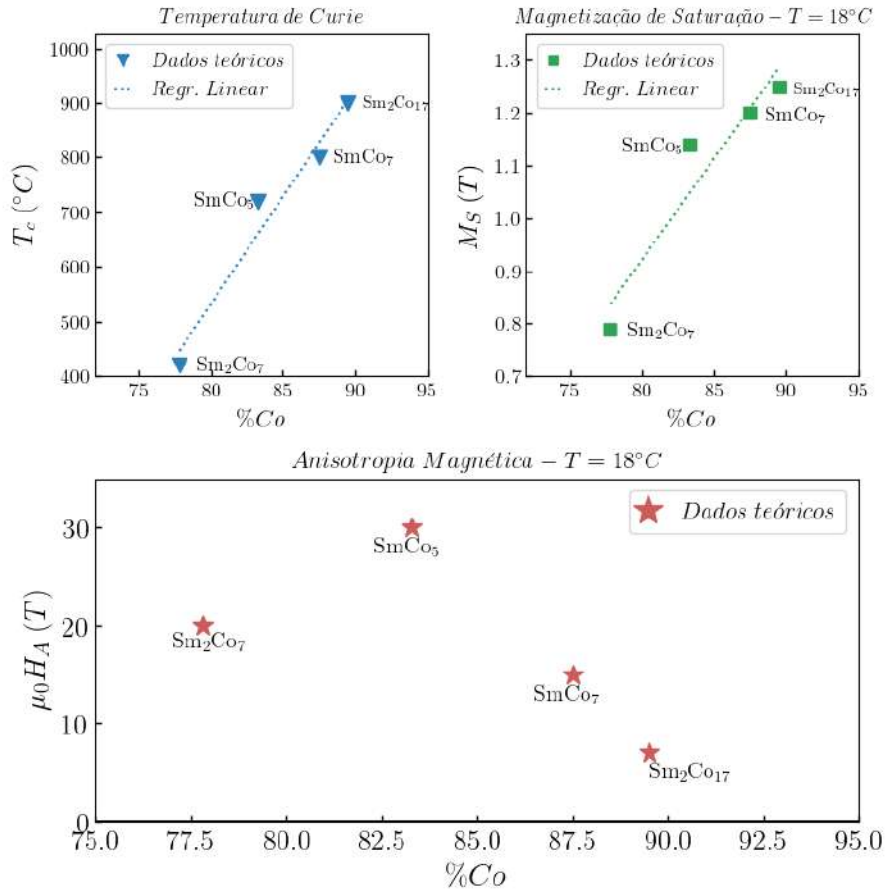 Temperatura de Curie
1000
900
800
700
600
500
400
T_c (°C)
Dados teóricos
Regr. Linear
Sm₂Co₁₇
SmCo₇
SmCo₅
Sm₂Co₇
75 80 85 90 95
%Co
Magnetização de Saturação – T = 18°C
1.3
1.2
1.1
1.0
0.9
0.8
0.7
M_S (T)
Dados teóricos
Regr. Linear
Sm₂Co₁₇
SmCo₇
SmCo₅
Sm₂Co₇
75 80 85 90 95
%Co
Anisotropia Magnética – T = 18°C
30
20
10
0
μ₀H_A (T)
Dados teóricos
SmCo₅
Sm₂Co₇
SmCo₇
Sm₂Co₁₇
75.0 77.5 80.0 82.5 85.0 87.5 90.0 92.5 95.0
%Co